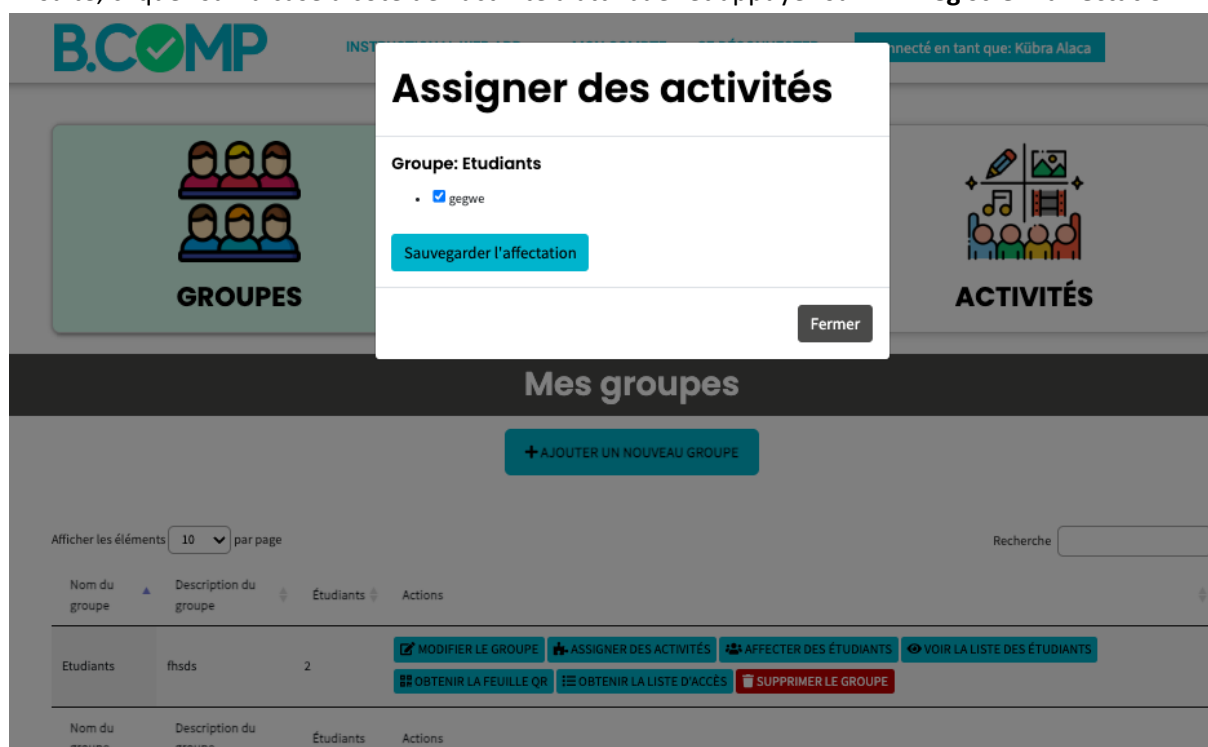 B.COMP
MON COMPTE
connecté en tant que: Kübra Alaca
Assigner des activités
Groupe: Etudiants
gegwe
Sauvegarder l'affectation
Fermer
GROUPES
ACTIVITÉS
Mes groupes
+ AJOUTER UN NOUVEAU GROUPE
Afficher les éléments 10 par page
Recherche
Nom du groupe
Description du groupe
Étudiants
Actions
Etudiants
fhsds
2
MODIFIER LE GROUPE
ASSIGNER DES ACTIVITÉS
AFFECTER DES ÉTUDIANTS
VOIR LA LISTE DES ÉTUDIANTS
OBTENIR LA FEUILLE QR
OBTENIR LA LISTE D'ACCÈS
SUPPRIMER LE GROUPE
Nom du
Description du
Étudiants
Actions